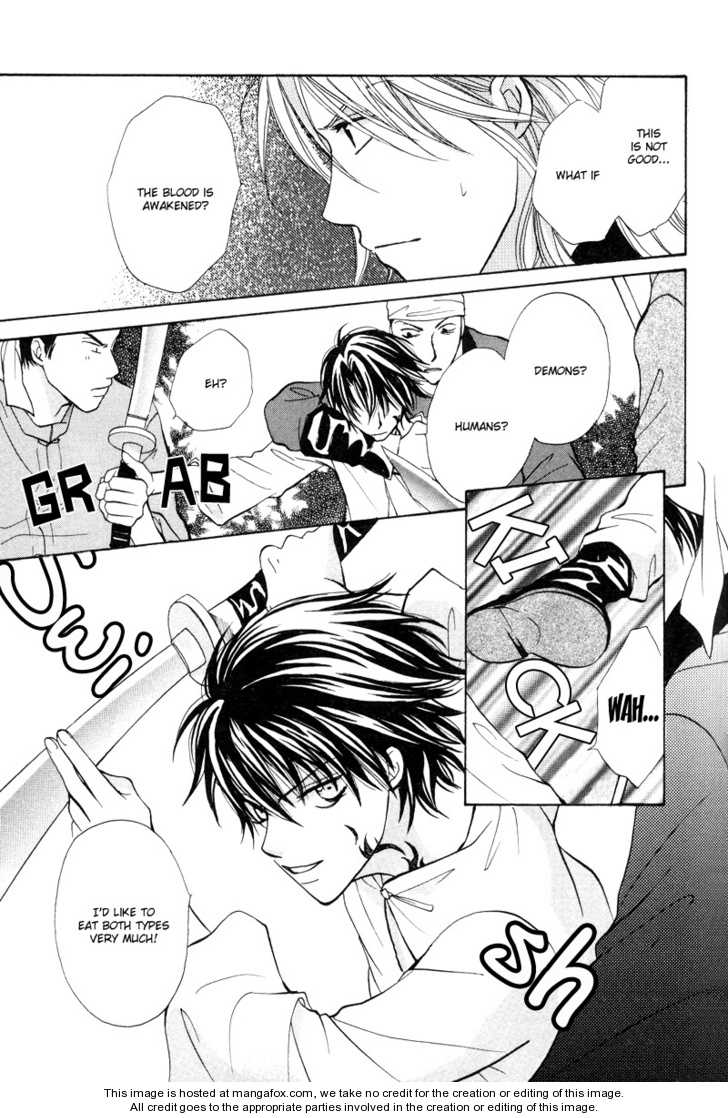 THIS
IS NOT
GOOD...
WHAT IF
THE BLOOD IS
AWAKENED?
DEMONS?
HUMANS?
EH?
GRAB
KICK
WAH...
Swish
I'D LIKE TO
EAT BOTH TYPES
VERY MUCH!
This image is hosted at mangafox.com, we take no credit for the creation or editing of this image.
All credit goes to the appropriate parties involved in the creation or editing of this image.